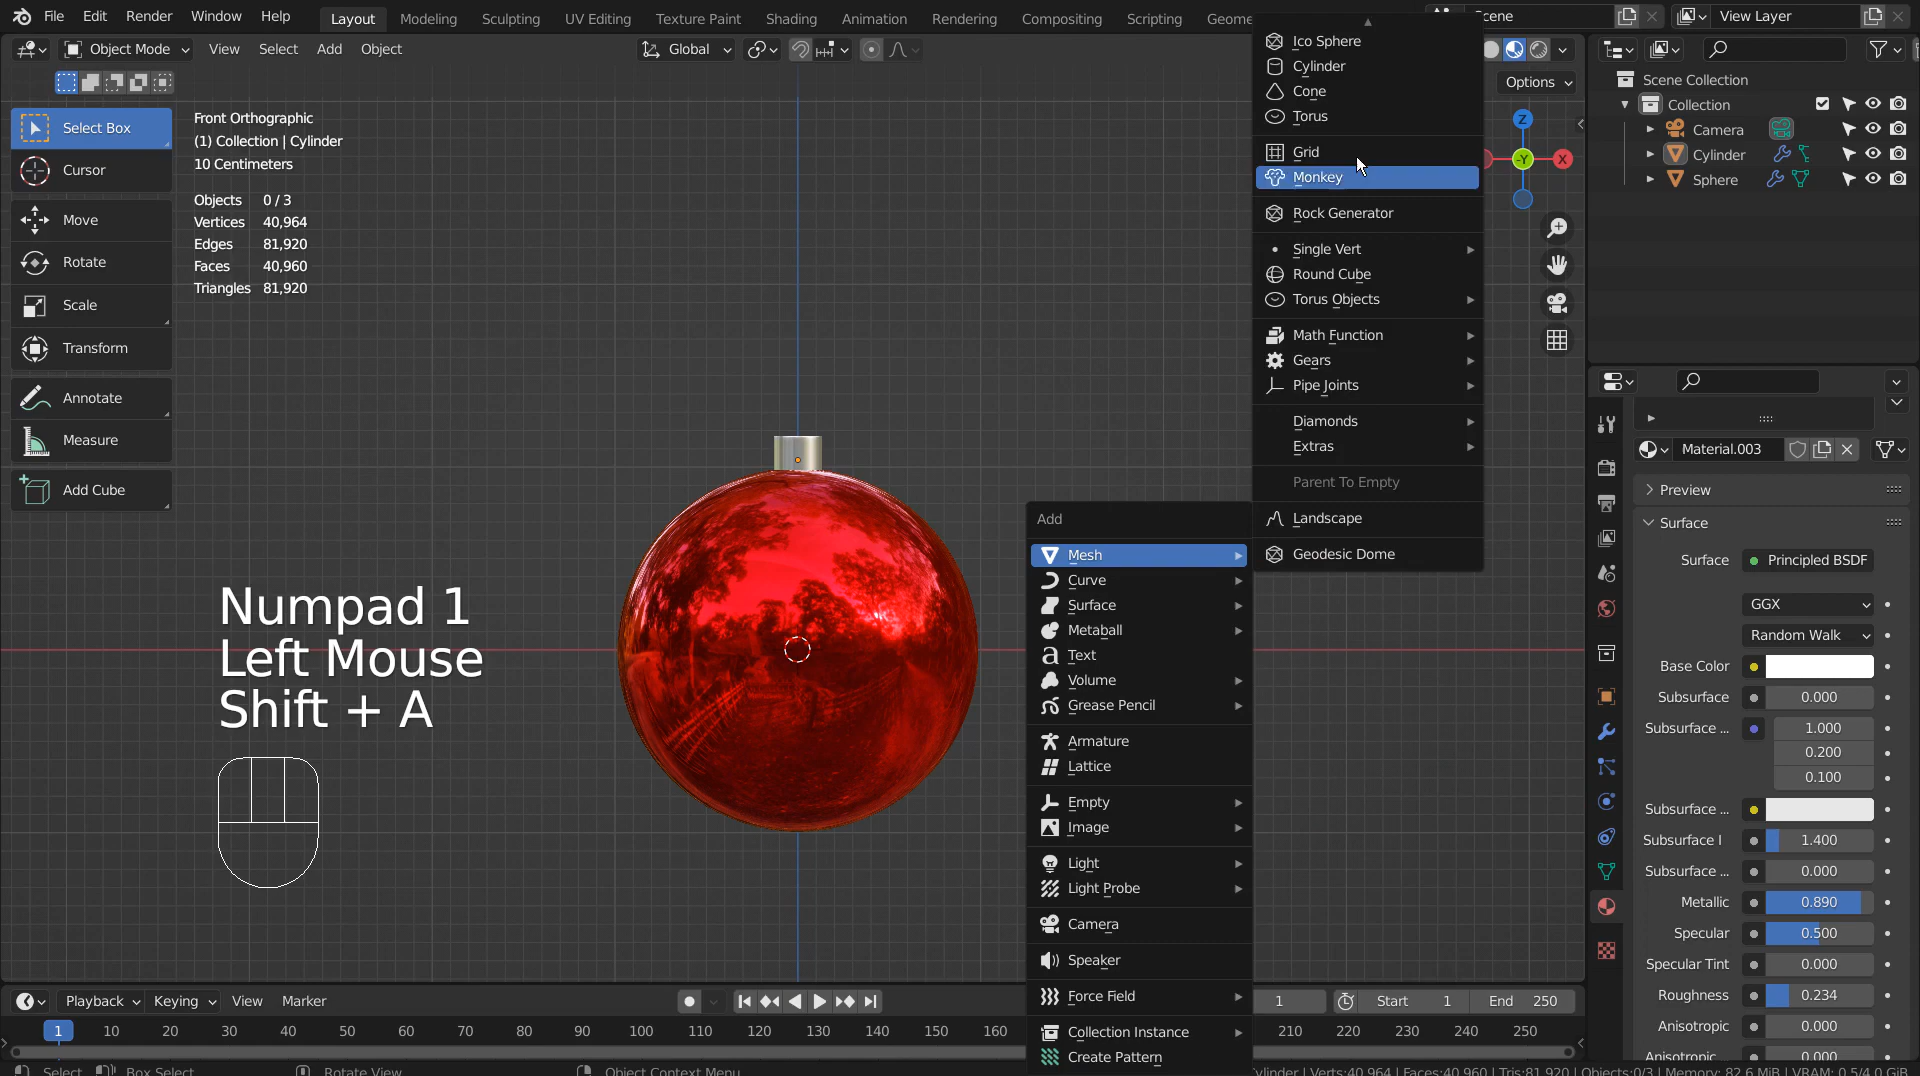 File Edit Render Window Help Layout Modeling Sculpting UV Editing Texture Paint Shading Animation Rendering Compositing Scripting Geome Scene View Layer
Object Mode View Select Add Object Global
Options
Select Box
Cursor
Move
Rotate
Scale
Transform
Annotate
Measure
Add Cube
Front Orthographic
(1) Collection | Cylinder
10 Centimeters
Objects 0 / 3
Vertices 40,964
Edges 81,920
Faces 40,960
Triangles 81,920
Numpad 1
Left Mouse
Shift + A
Add
Mesh
Curve
Surface
Metaball
Text
Volume
Grease Pencil
Armature
Lattice
Empty
Image
Light
Light Probe
Camera
Speaker
Force Field
Collection Instance
Create Pattern
Ico Sphere
Cylinder
Cone
Torus
Grid
Monkey
Rock Generator
Single Vert
Round Cube
Torus Objects
Math Function
Gears
Pipe Joints
Diamonds
Extras
Parent To Empty
Landscape
Geodesic Dome
Z
-Y
X
Scene Collection
Collection
Camera
Cylinder
Sphere
Material.003
Preview
Surface
Surface Principled BSDF
GGX
Random Walk
Base Color
Subsurface 0.000
Subsurface ... 1.000
0.200
0.100
Subsurface ...
Subsurface I 1.400
Subsurface ... 0.000
Metallic 0.890
Specular 0.500
Specular Tint 0.000
Roughness 0.234
Anisotropic 0.000
Anisotropic... 0.000
Playback Keying View Marker 1 Start 1 End 250
1 10 20 30 40 50 60 70 80 90 100 110 120 130 140 150 160 210 220 230 240 250
Select Box Select Rotate View Object Context Menu ylinder | Verts:40,964 | Faces:40,960 | Tris:81,920 | Objects:0/3 | Memory: 82.6 MiB | VRAM: 0.5/4.0 GiB